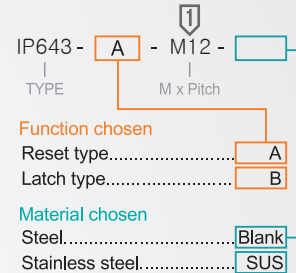 1
IP643 - A - M12 -
TYPE M x Pitch
Function chosen
Reset type........................ A
Latch type........................ B
Material chosen
Steel................................ Blank
Stainless steel................. SUS